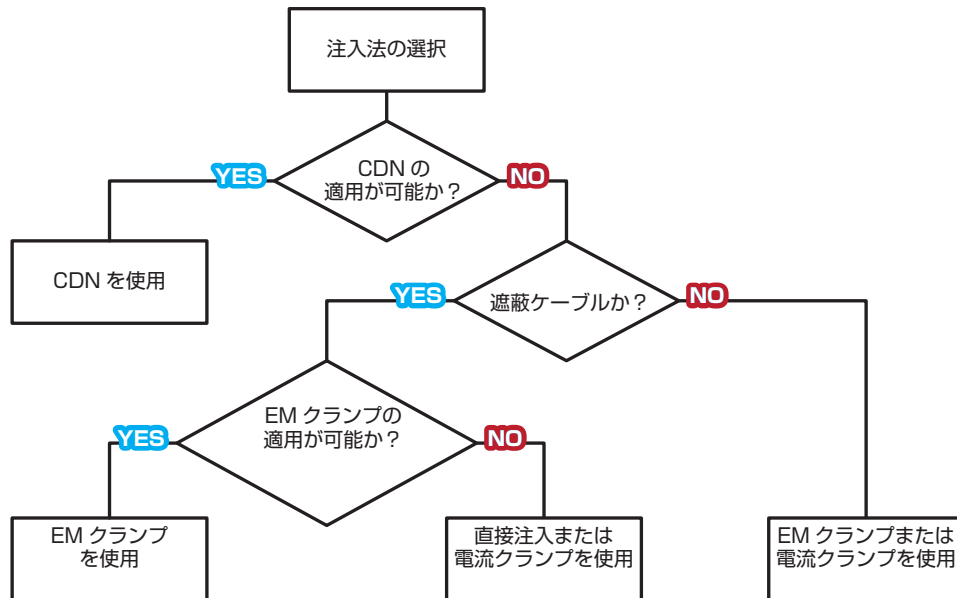 注入法の選択
CDN の
適用が可能か？
YES
NO
CDN を使用
遮蔽ケーブルか？
YES
NO
EM クランプの
適用が可能か？
YES
NO
EM クランプ
を使用
直接注入または
電流クランプを使用
EM クランプまたは
電流クランプを使用